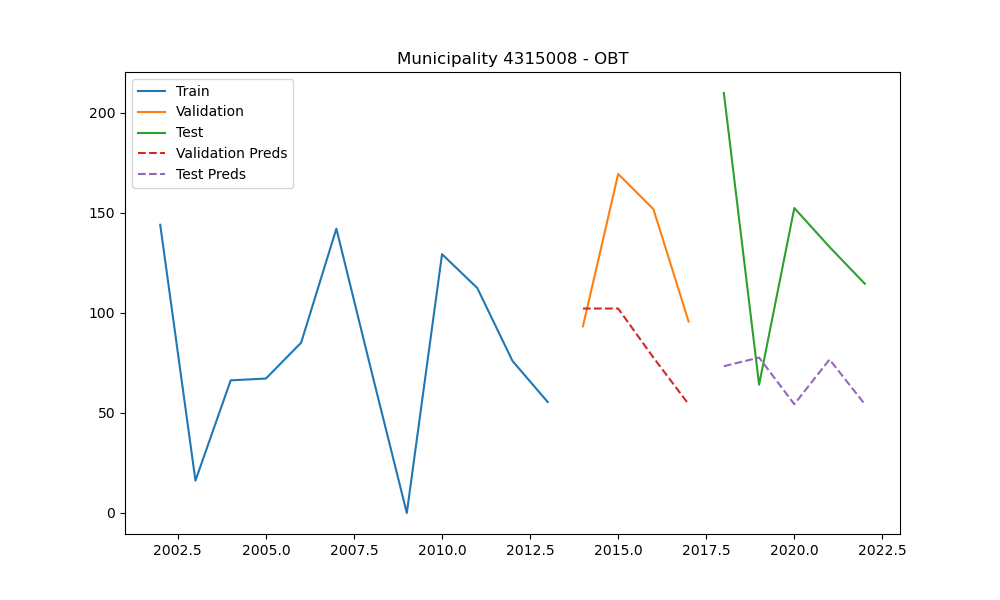 Municipality 4315008 - OBT
Train
Validation
Test
Validation Preds
Test Preds
200
150
100
50
0
2002.5 2005.0 2007.5 2010.0 2012.5 2015.0 2017.5 2020.0 2022.5